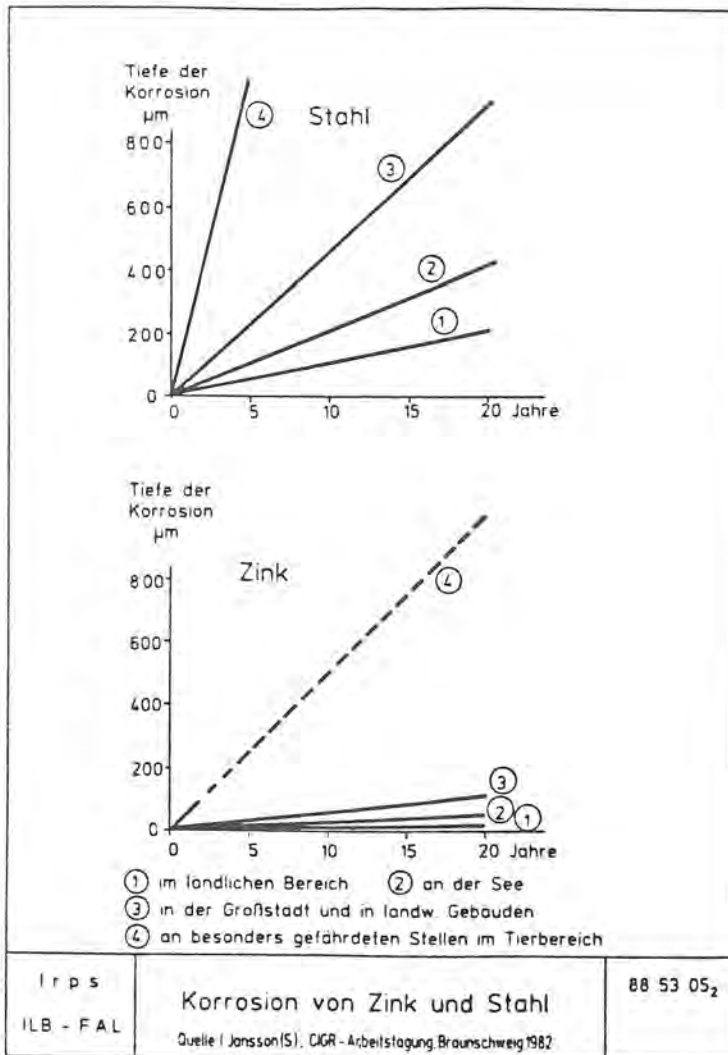 Tiefe der
Korrosion
µm
Stahl
800
600
400
200
0
④
③
②
①
0 5 10 15 20 Jahre
Tiefe der
Korrosion
µm
Zink
800
600
400
200
0
④
③
②
①
0 5 10 15 20 Jahre
① im ländlichen Bereich ② an der See
③ in der Großstadt und in landw. Gebäuden
④ an besonders gefährdeten Stellen im Tierbereich
Irps
ILB - FAL
Korrosion von Zink und Stahl
Quelle I Jansson (S), CIGR - Arbeitstagung, Braunschweig 1982
88 53 05₂